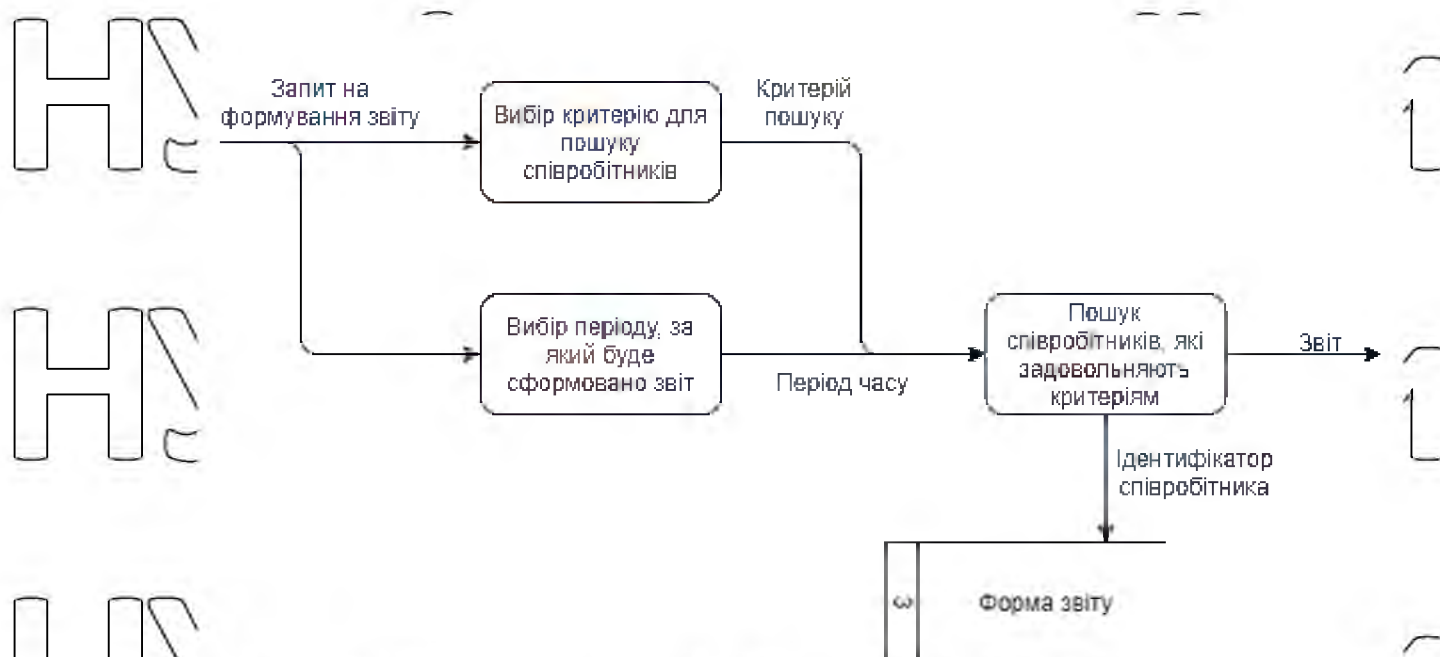 Запит на
формування звіту
Вибір критерію для
пошуку
співробітників
Критерій
пошуку
Вибір періоду, за
який буде
сформовано звіт
Період часу
Пошук
співробітників, які
задовольняють
критеріям
Звіт
Ідентифікатор
співробітника
3
Форма звіту